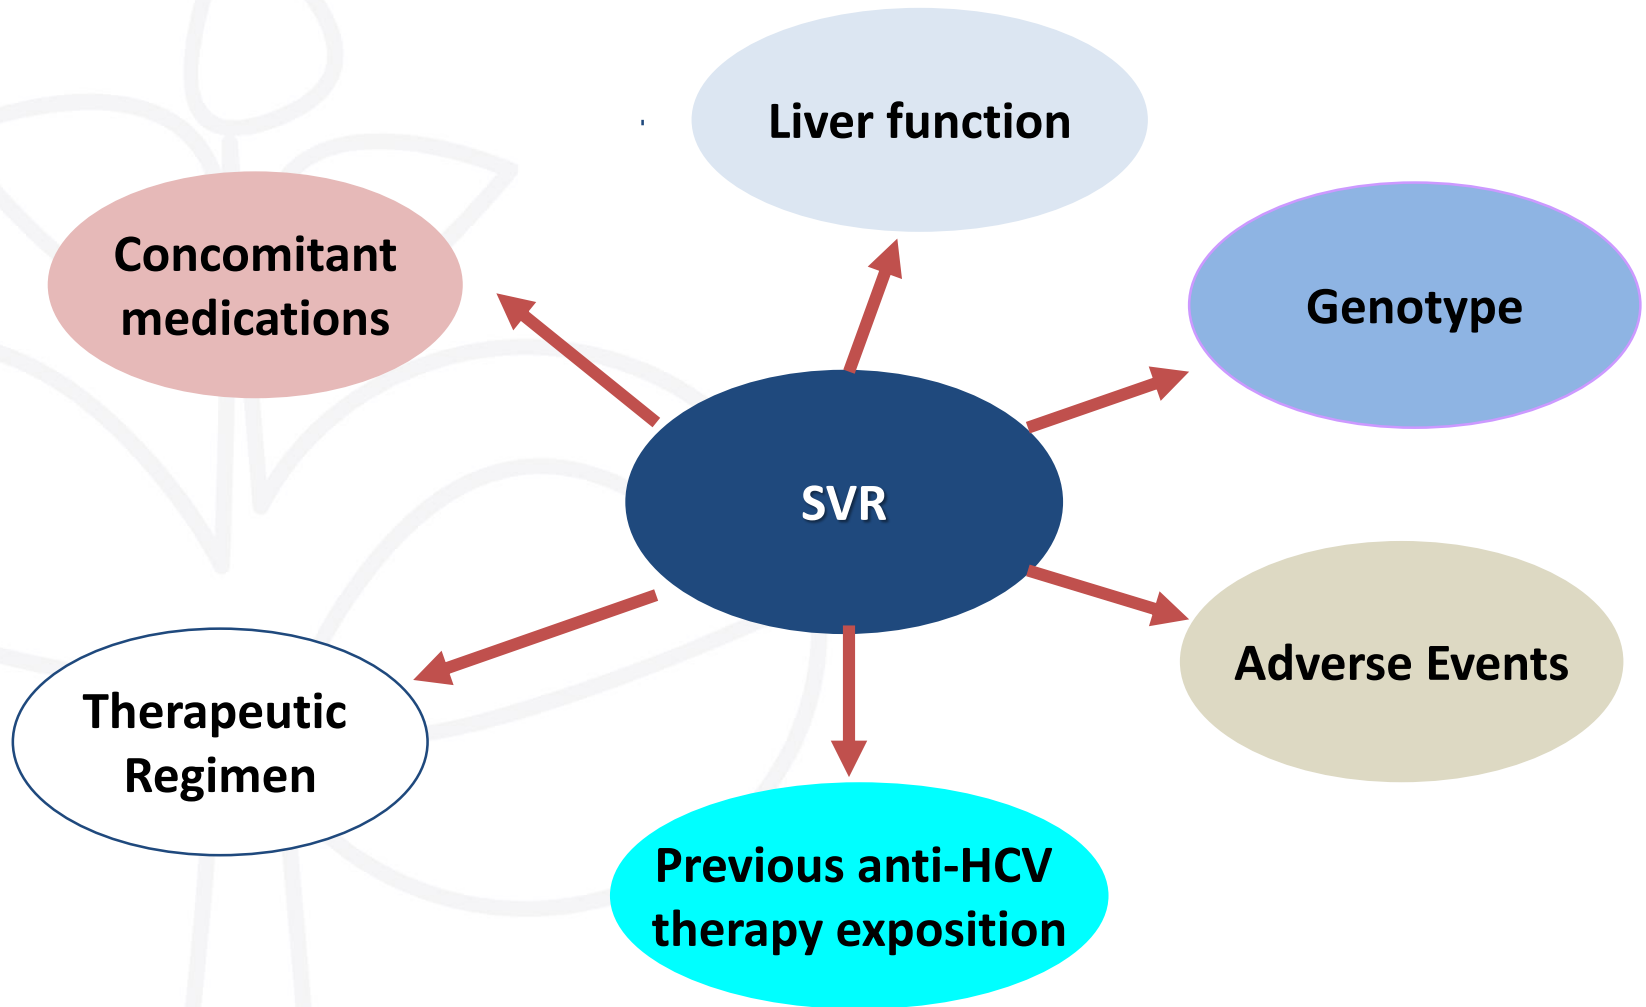 Liver function
Concomitant
medications
Genotype
SVR
Adverse Events
Therapeutic
Regimen
Previous anti-HCV
therapy exposition